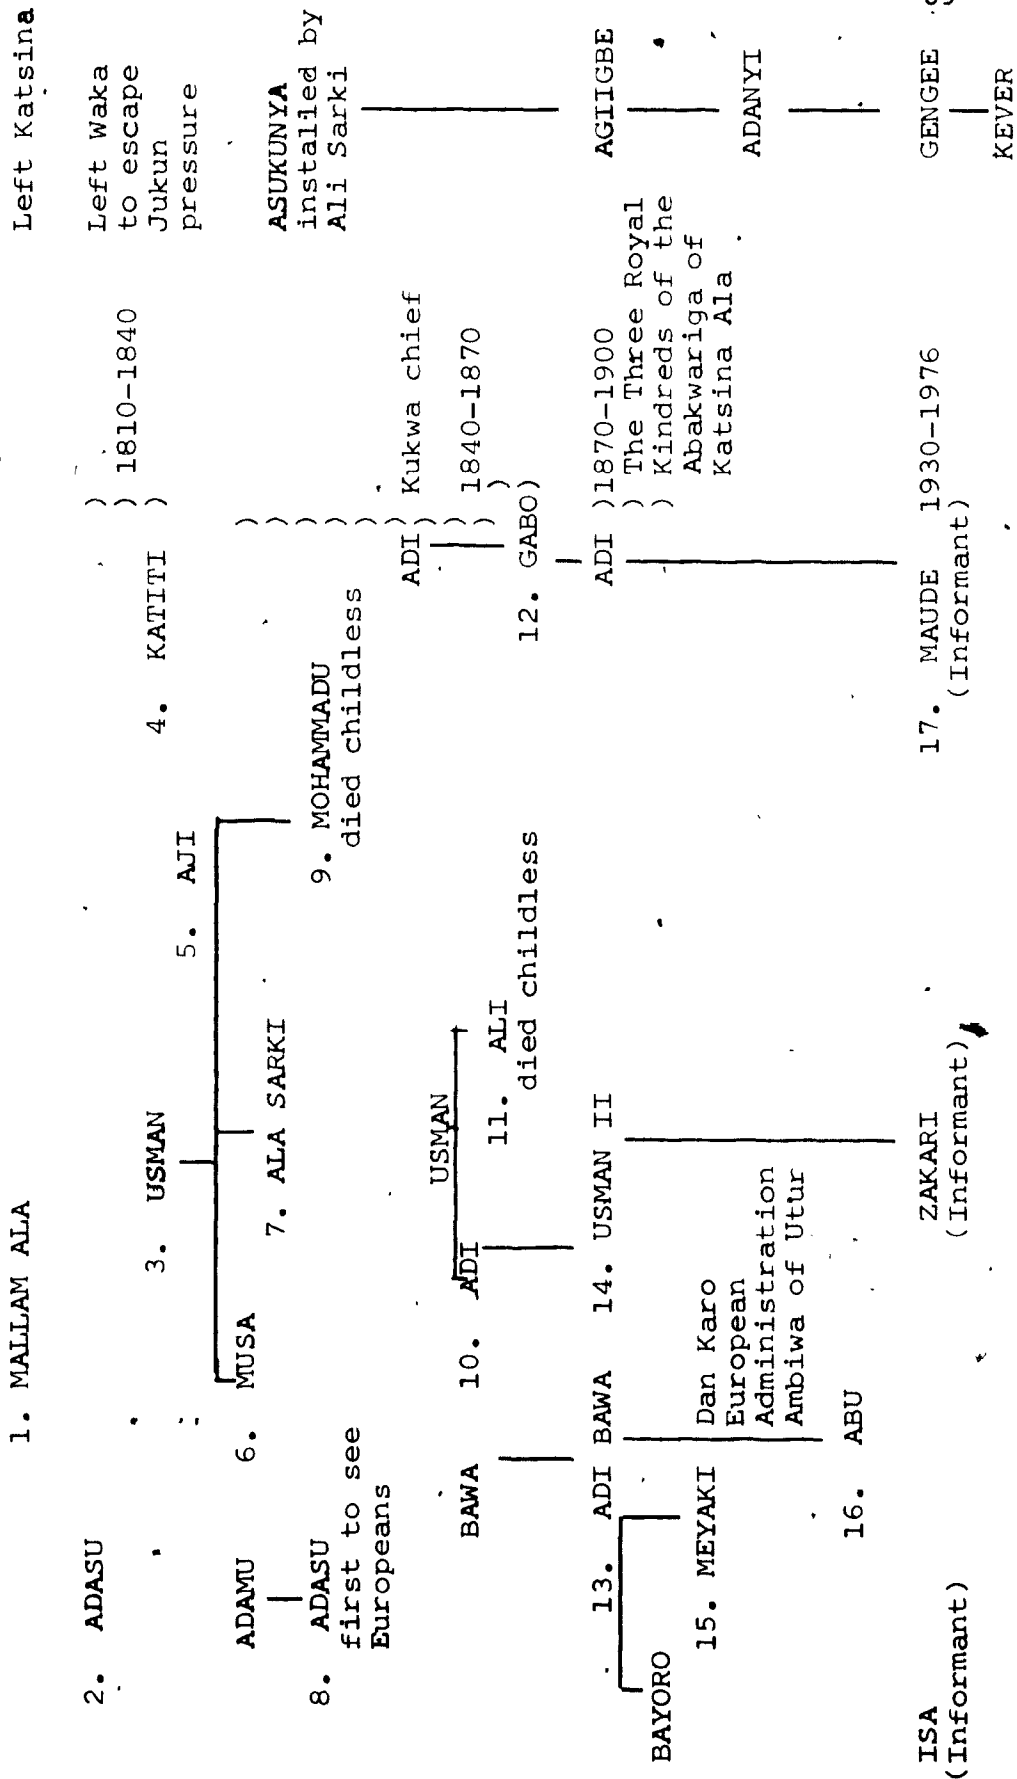 1. MALLAM ALA
Left Katsina
2. ADASU
3. USMAN
4. KATITI
) 1810-1840
Left Waka
to escape
Jukun
pressure
5. AJI
ADAMU
6. MUSA
7. ALA SARKI
8. ADASU
first to see
Europeans
9. MOHAMMADU
died childless
ASUKUNYA
installed by
Ali Sarki
ADI
) Kukwa chief
1840-1870
BAWA
10. ADI
USMAN
11. ALI
died childless
12. GABO)
13. ADI BAWA
14. USMAN II
ADI )1870-1900
) The Three Royal
) Kindreds of the
Abakwariga of
Katsina Ala
AGIIGBE
BAYORO
15. MEYAKI
Dan Karo
European
Administration
Ambiwa of Utur
ADANYI
16. ABU
ISA
(Informant)
ZAKARI
(Informant)
17. MAUDE 1930-1976
(Informant)
GENGEE
KEVER